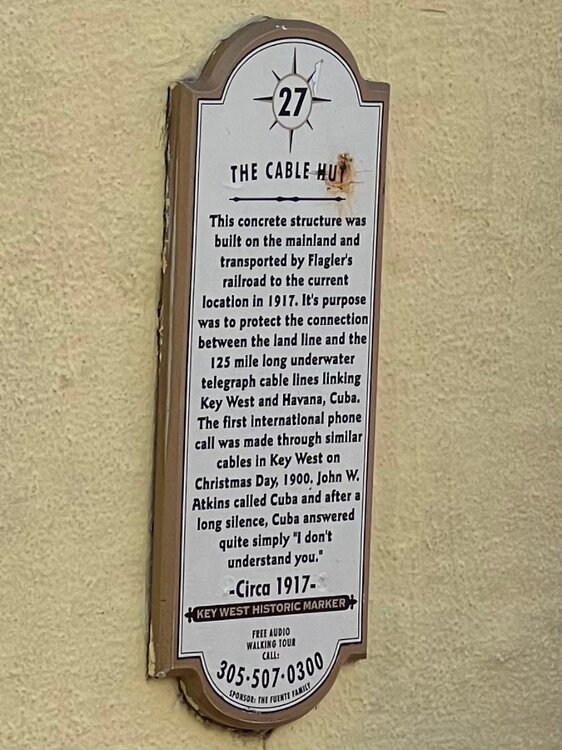 27
THE CABLE HUT
This concrete structure was
built on the mainland and
transported by Flagler's
railroad to the current
location in 1917. It's purpose
was to protect the connection
between the land line and the
125 mile long underwater
telegraph cable lines linking
Key West and Havana, Cuba.
The first international phone
call was made through similar
cables in Key West on
Christmas Day, 1900. John W.
Atkins called Cuba and after a
long silence, Cuba answered
quite simply "I don't
understand you."
-Circa 1917-
KEY WEST HISTORIC MARKER
FREE AUDIO
WALKING TOUR
CALL:
305·507·0300
SPONSOR: THE FUENTE FAMILY